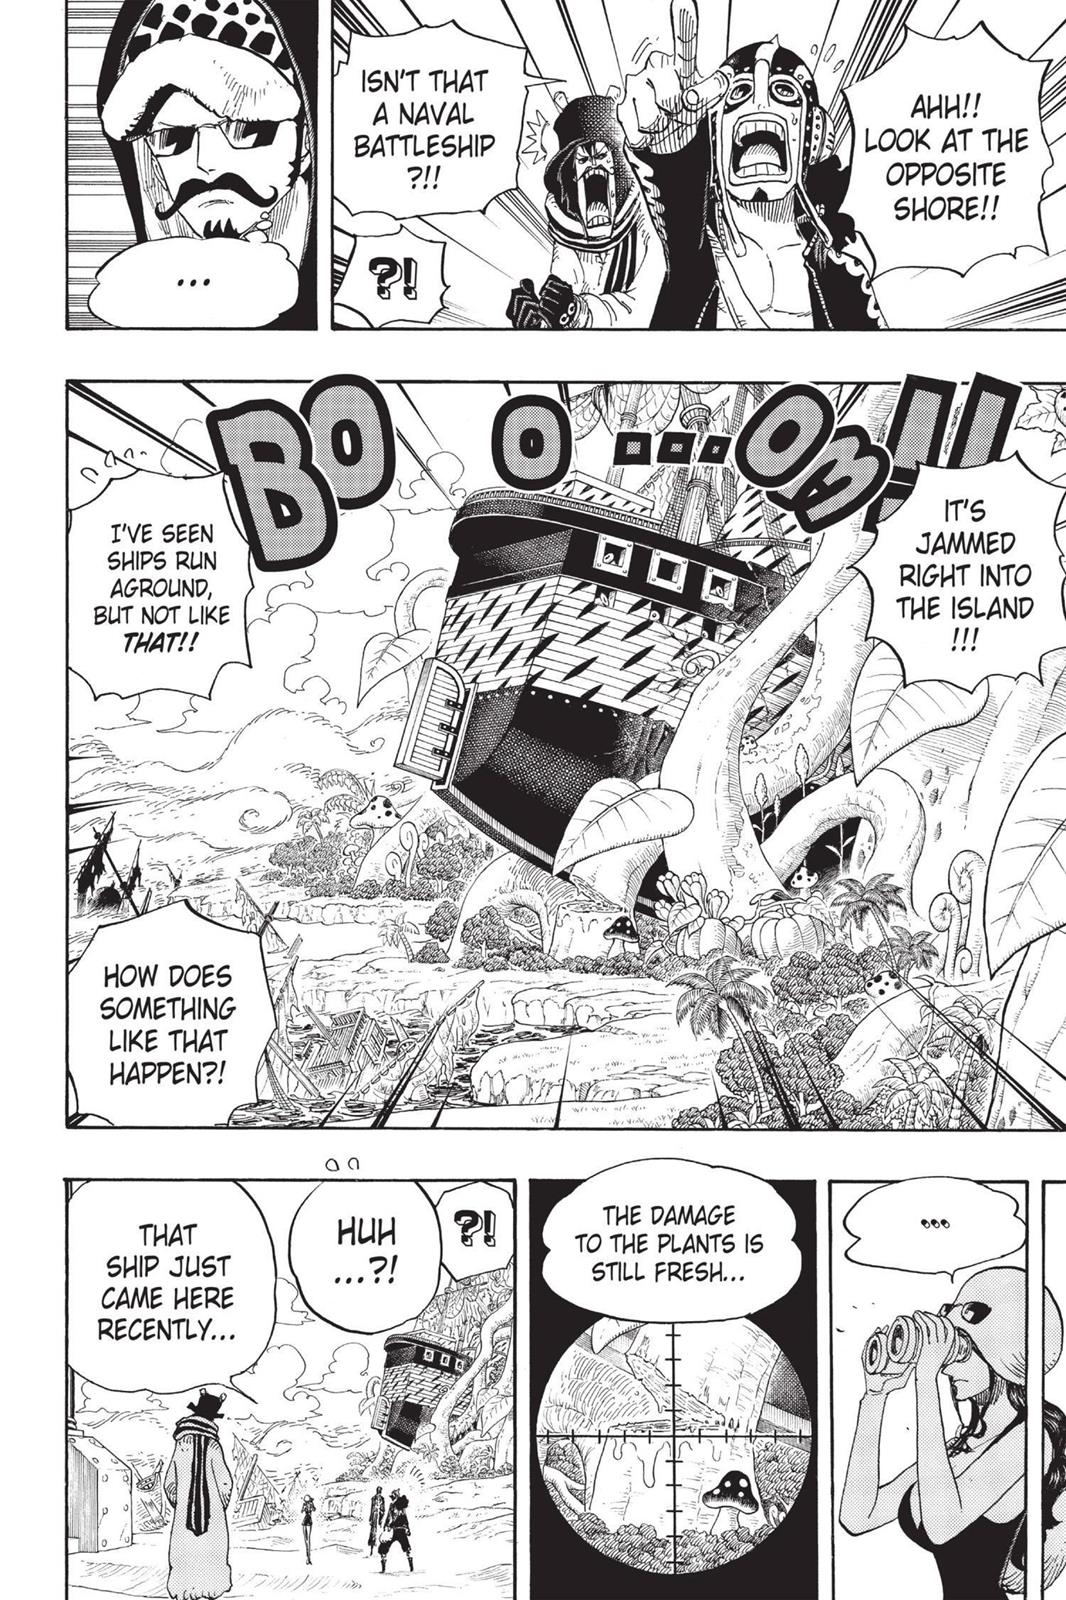 AHH!!
LOOK AT THE
OPPOSITE
SHORE!!
ISN'T THAT
A NAVAL
BATTLESHIP
?!!
?!
...
BOOO...OM!!
IT'S
JAMMED
RIGHT INTO
THE ISLAND
!!!
I'VE SEEN
SHIPS RUN
AGROUND,
BUT NOT LIKE
THAT!!
HOW DOES
SOMETHING
LIKE THAT
HAPPEN?!
...
THE DAMAGE
TO THE PLANTS IS
STILL FRESH...
?!
HUH
...?!
THAT
SHIP JUST
CAME HERE
RECENTLY...